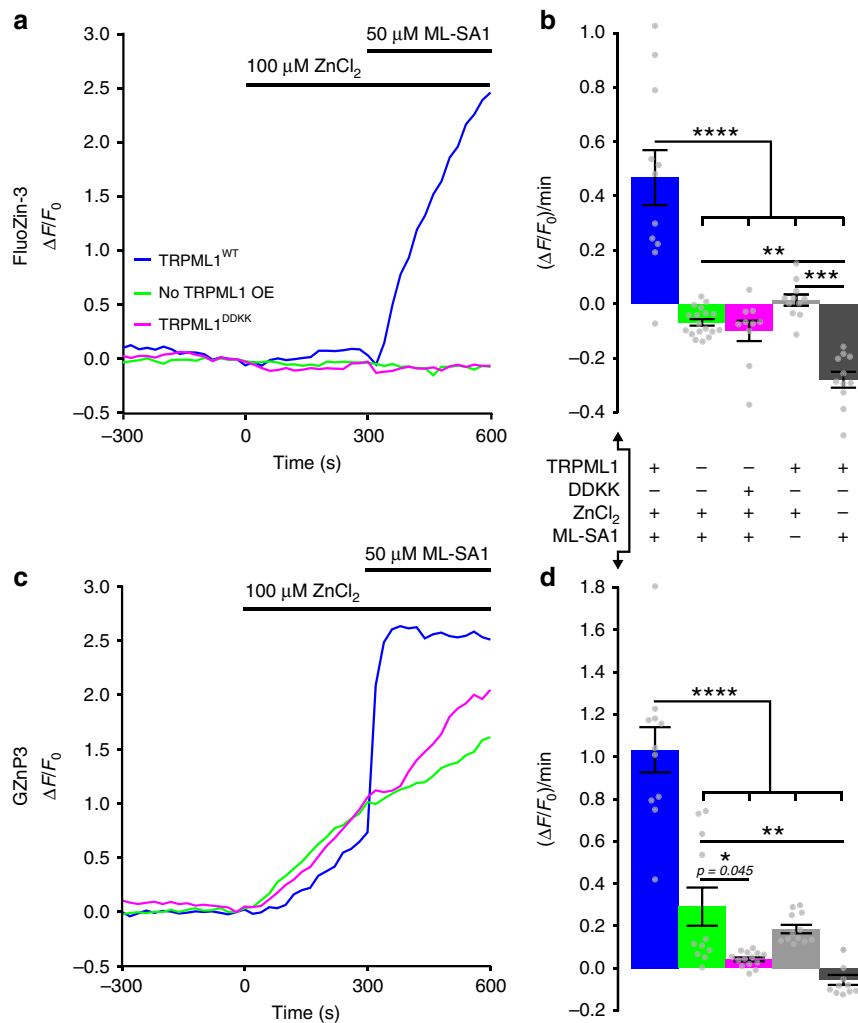 a
50 μM ML-SA1
100 μM ZnCl2
3.0
2.5
2.0
1.5
1.0
0.5
0.0
−0.5
FluoZin-3
ΔF/F0
TRPML1WT
No TRPML1 OE
TRPML1DDKK
−300 0 300 600
Time (s)
b
1.0
0.8
0.6
0.4
0.2
0.0
−0.2
−0.4
(ΔF/F0)/min
****
**
***
TRPML1 + − − + +
DDKK − − + − −
ZnCl2 + + + + −
ML-SA1 + + + − +
c
50 μM ML-SA1
100 μM ZnCl2
3.0
2.5
2.0
1.5
1.0
0.5
0.0
−0.5
GZnP3
ΔF/F0
−300 0 300 600
Time (s)
d
1.8
1.6
1.4
1.2
1.0
0.8
0.6
0.4
0.2
0.0
−0.2
(ΔF/F0)/min
****
**
*
p = 0.045